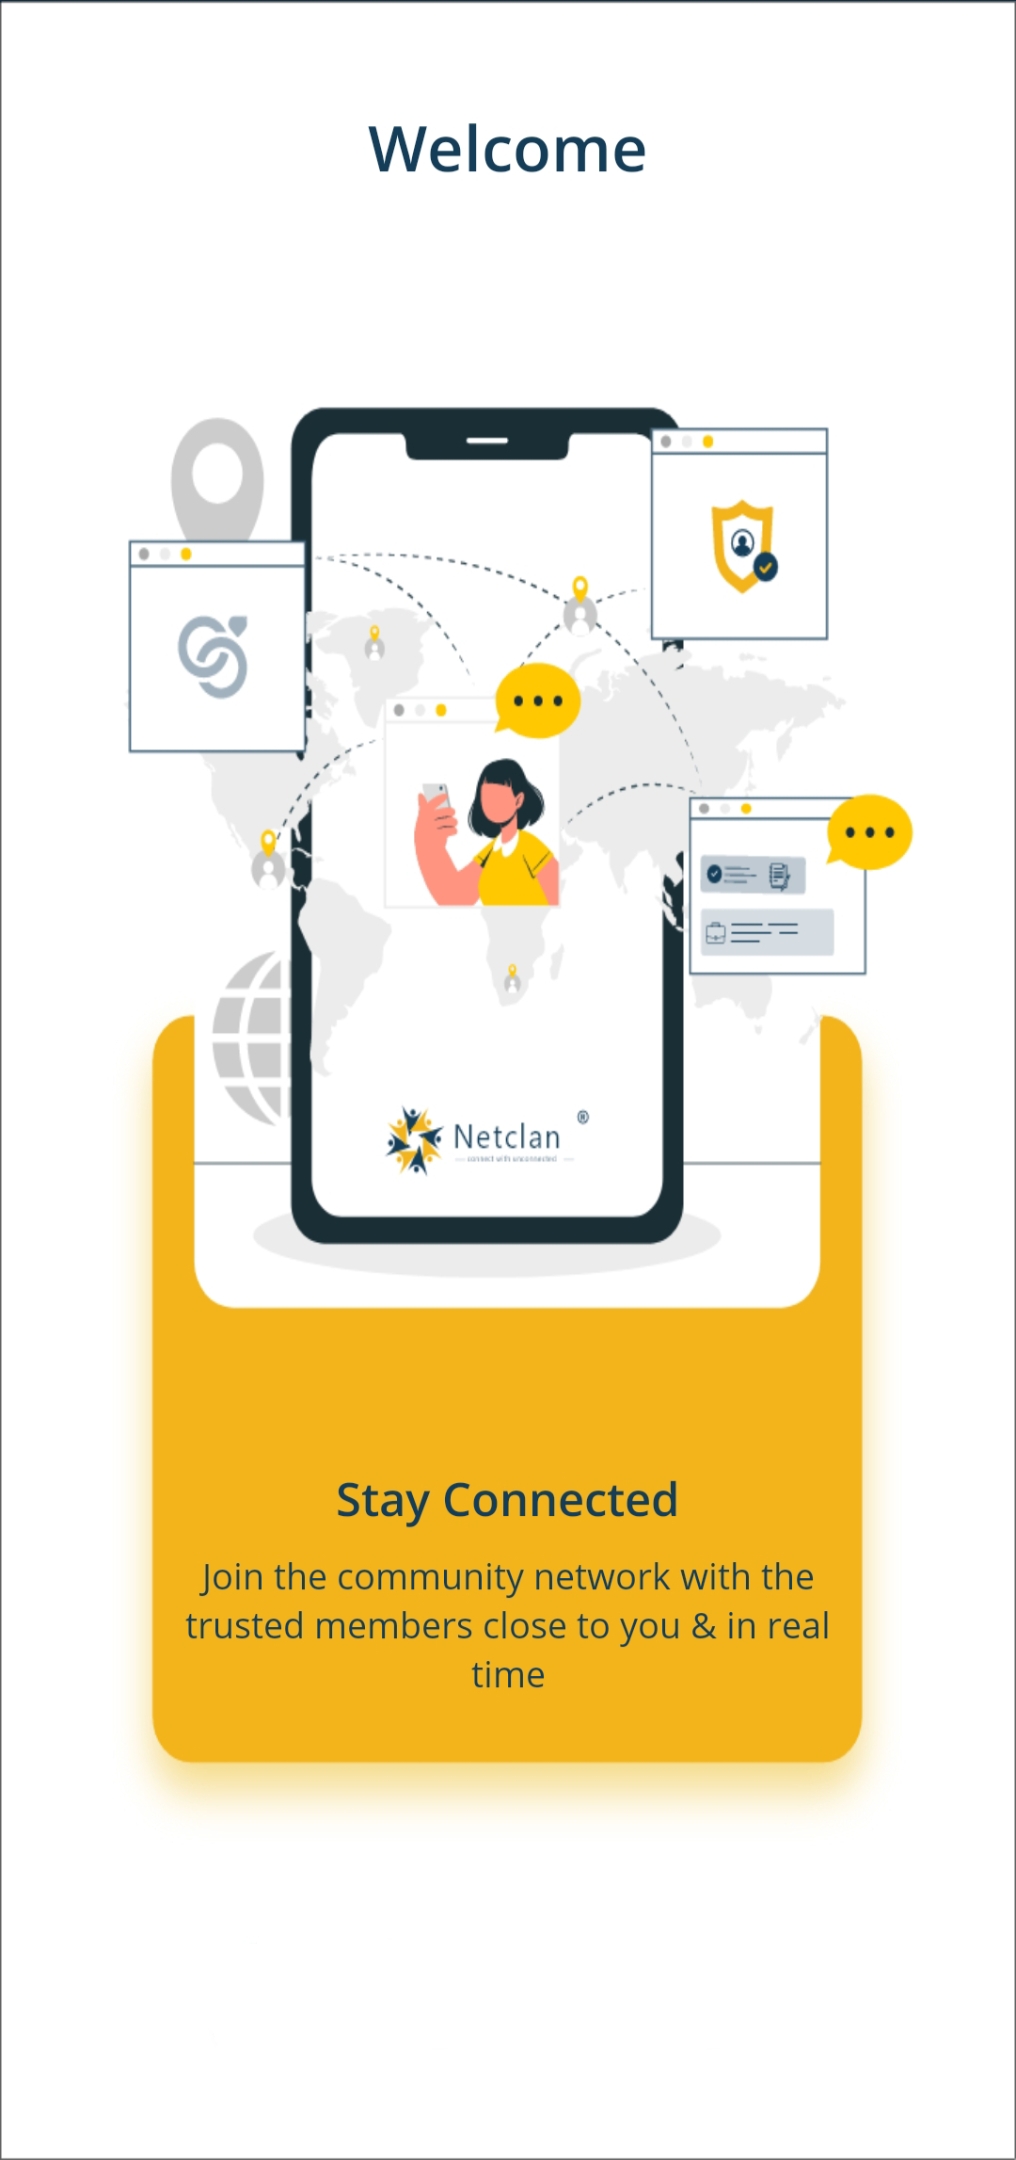 Welcome
Netclan ®
connect with unconnected
Stay Connected
Join the community network with the
trusted members close to you & in real
time